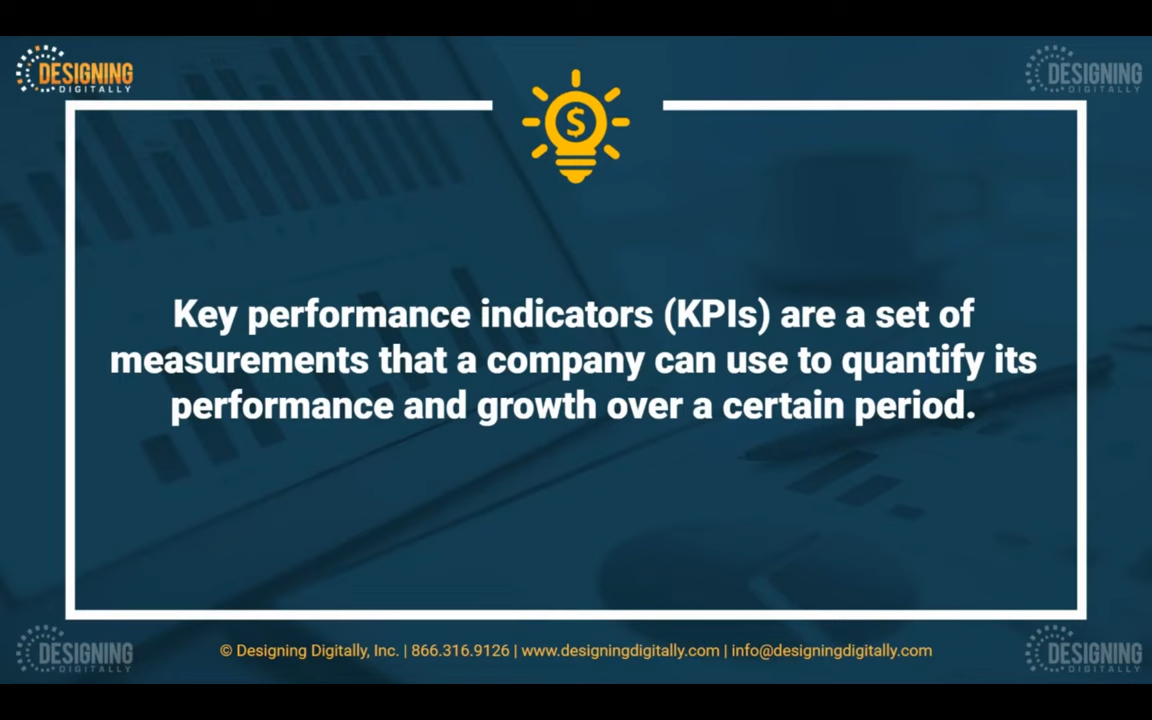 DESIGNING
DIGITALLY
DESIGNING
DIGITALLY
$
Key performance indicators (KPIs) are a set of
measurements that a company can use to quantify its
performance and growth over a certain period.
DESIGNING
DIGITALLY
© Designing Digitally, Inc. | 866.316.9126 | www.designingdigitally.com | info@designingdigitally.com
DESIGNING
DIGITALLY